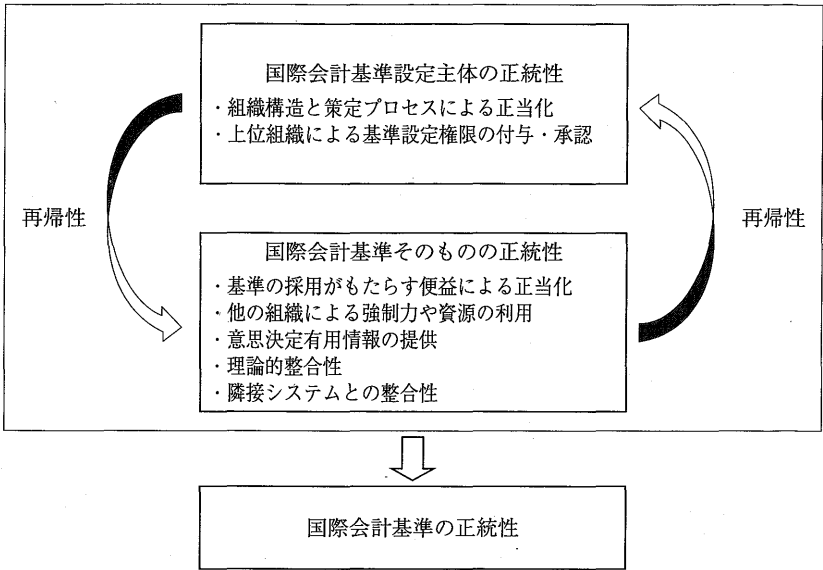 国際会計基準設定主体の正統性
・組織構造と策定プロセスによる正当化
・上位組織による基準設定権限の付与・承認
再帰性
再帰性
国際会計基準そのものの正統性
・基準の採用がもたらす便益による正当化
・他の組織による強制力や資源の利用
・意思決定有用情報の提供
・理論的整合性
・隣接システムとの整合性
国際会計基準の正統性